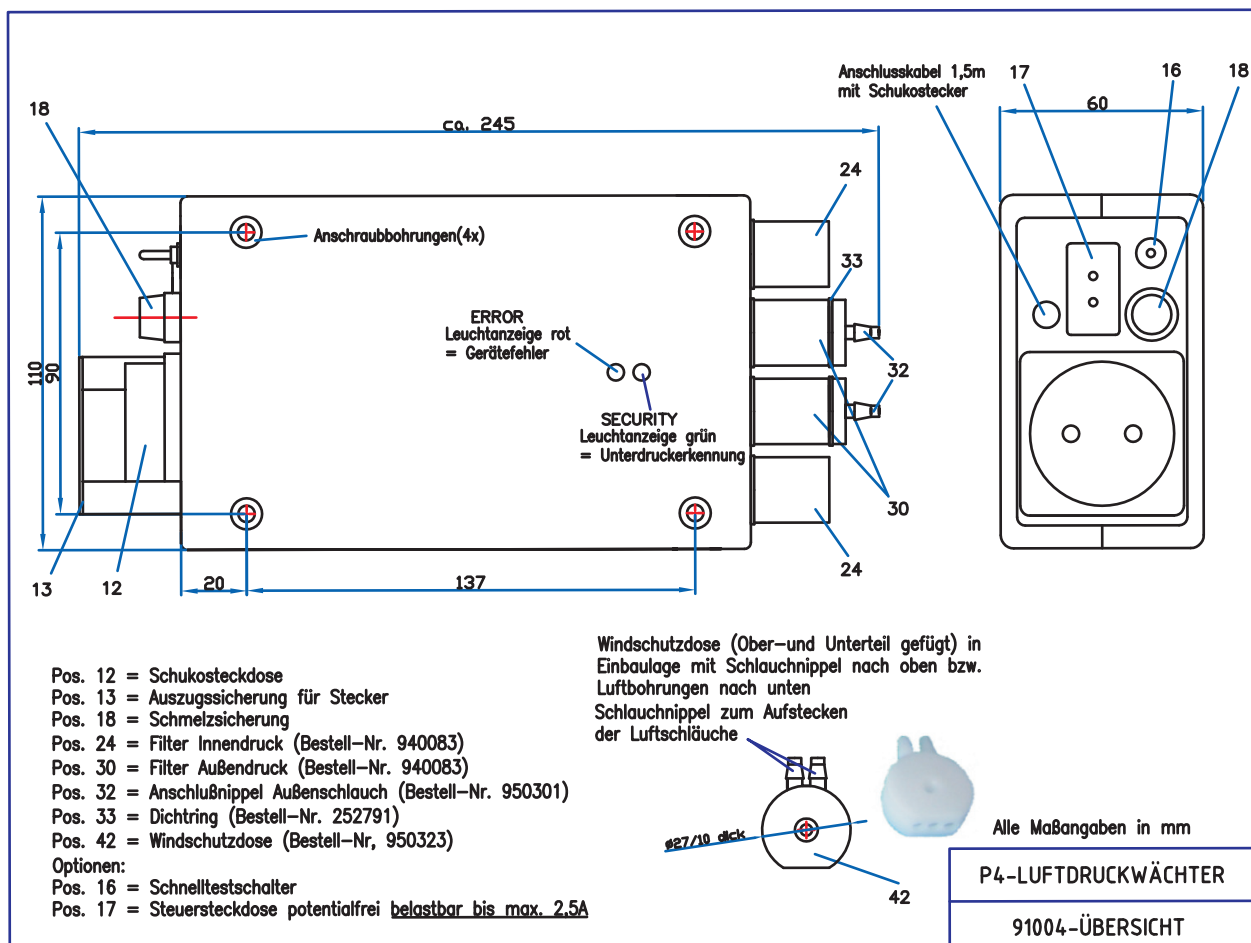 Anschlusskabel 1,5m
mit Schukostecker
17
16
18
60
18
ca. 245
24
Anschraubbohrungen(4x)
33
ERROR
Leuchtanzeige rot
= Gerätefehler
110
90
32
SECURITY
Leuchtanzeige grün
= Unterdruckerkennung
30
24
13
12
20
137
Windschutzdose (Ober-und Unterteil gefügt) in
Einbaulage mit Schlauchnippel nach oben bzw.
Luftbohrungen nach unten
Schlauchnippel zum Aufstecken
der Luftschläuche
Pos. 12 = Schukosteckdose
Pos. 13 = Auszugssicherung für Stecker
Pos. 18 = Schmelzsicherung
Pos. 24 = Filter Innendruck (Bestell-Nr. 940083)
Pos. 30 = Filter Außendruck (Bestell-Nr. 940083)
Pos. 32 = Anschlußnippel Außenschlauch (Bestell-Nr. 950301)
Pos. 33 = Dichtring (Bestell-Nr. 252791)
Pos. 42 = Windschutzdose (Bestell-Nr, 950323)
Optionen:
Pos. 16 = Schnelltestschalter
Pos. 17 = Steuersteckdose potentialfrei belastbar bis max. 2.5A
ø27/10 dick
42
Alle Maßangaben in mm
P4-LUFTDRUCKWÄCHTER
91004-ÜBERSICHT